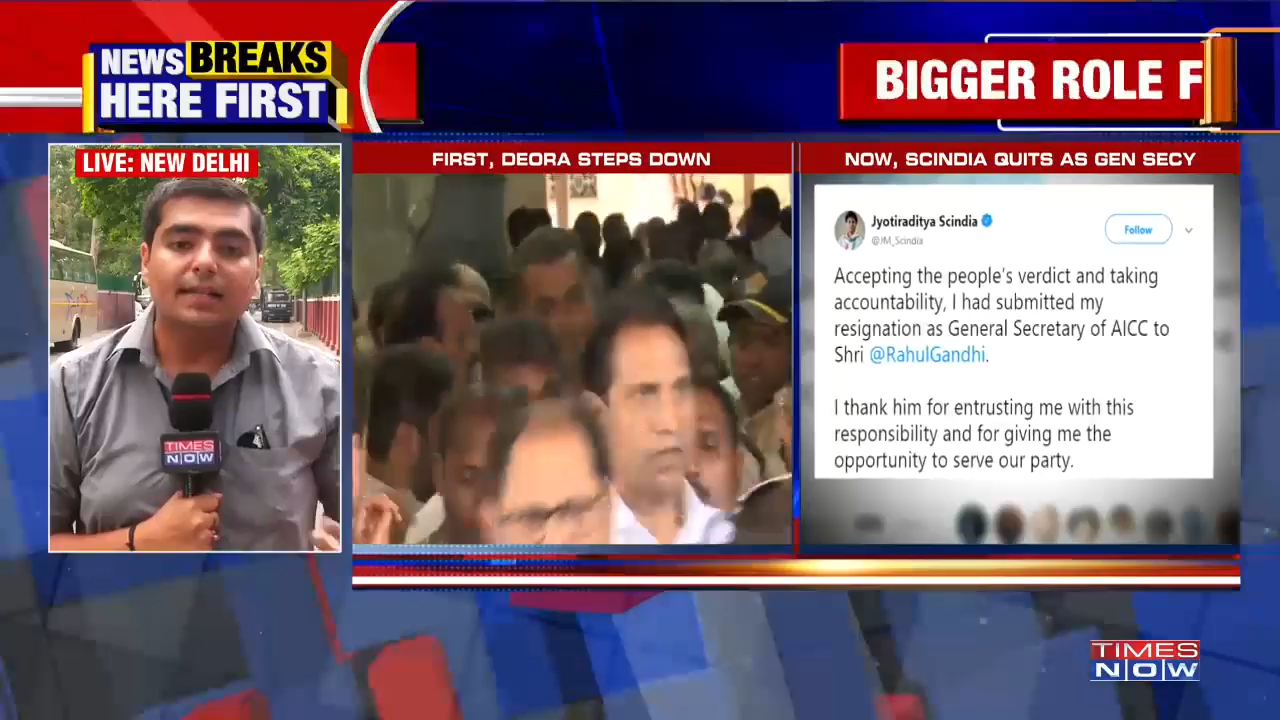 NEWS BREAKS
HERE FIRST
BIGGER ROLE F
LIVE: NEW DELHI
FIRST, DEORA STEPS DOWN
NOW, SCINDIA QUITS AS GEN SECY
Jyotiraditya Scindia
@JM_Scindia
Follow
Accepting the people's verdict and taking
accountability, I had submitted my
resignation as General Secretary of AICC to
Shri @RahulGandhi.
I thank him for entrusting me with this
responsibility and for giving me the
opportunity to serve our party.
TIMES
NOW
TIMES
NOW